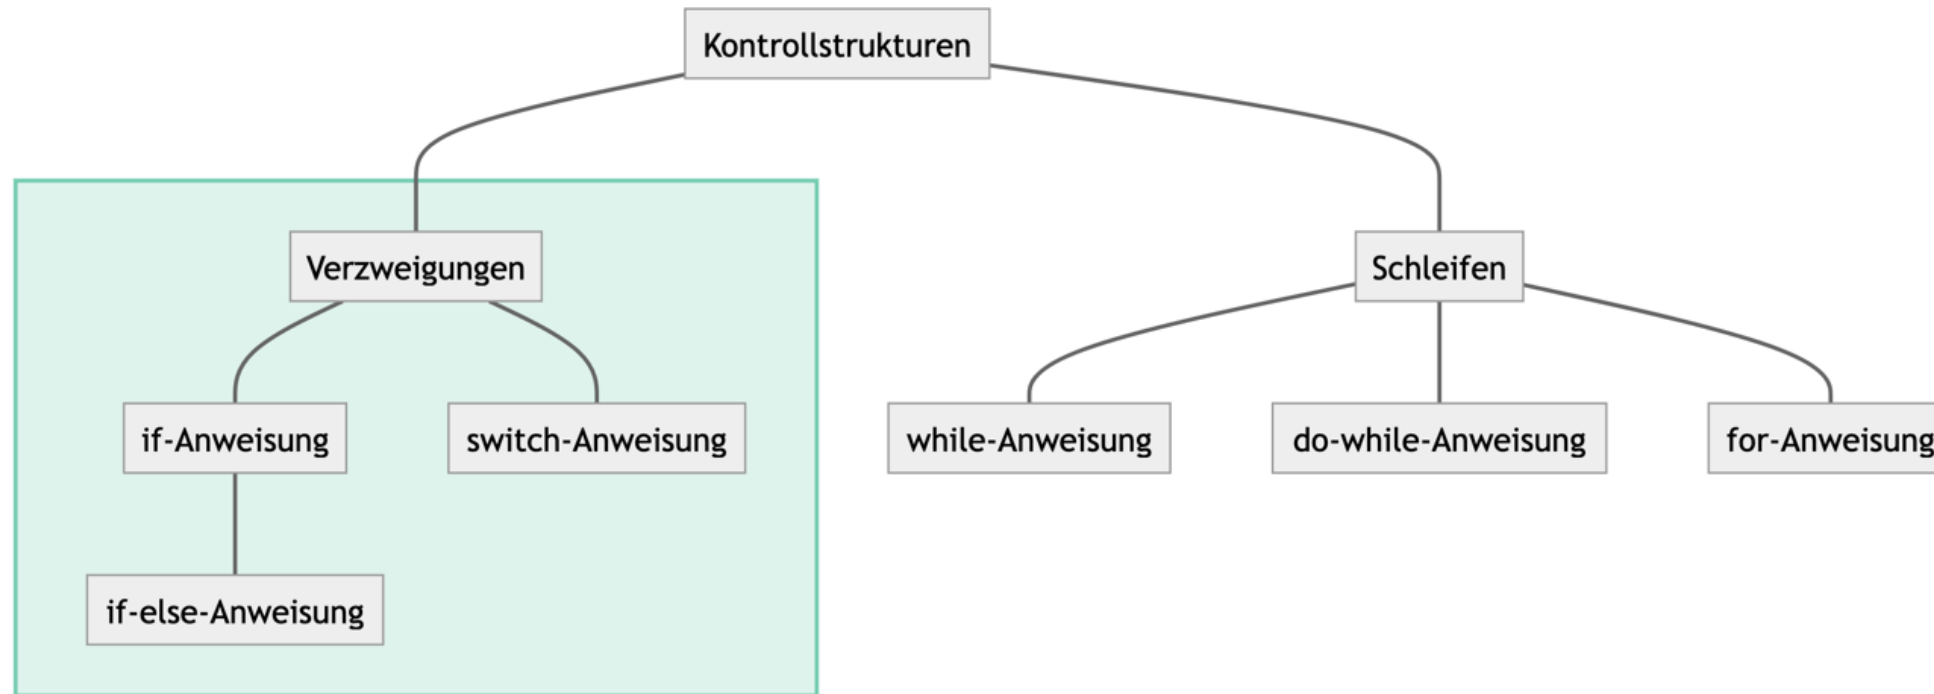 Kontrollstrukturen
Verzweigungen
Schleifen
if-Anweisung
switch-Anweisung
while-Anweisung
do-while-Anweisung
for-Anweisung
if-else-Anweisung